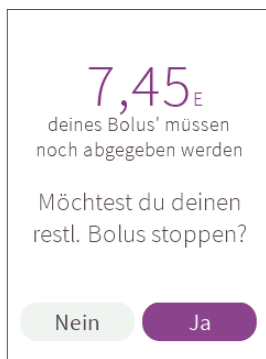 7,45E
deines Bolus' müssen
noch abgegeben werden
Möchtest du deinen
restl. Bolus stoppen?
Nein
Ja